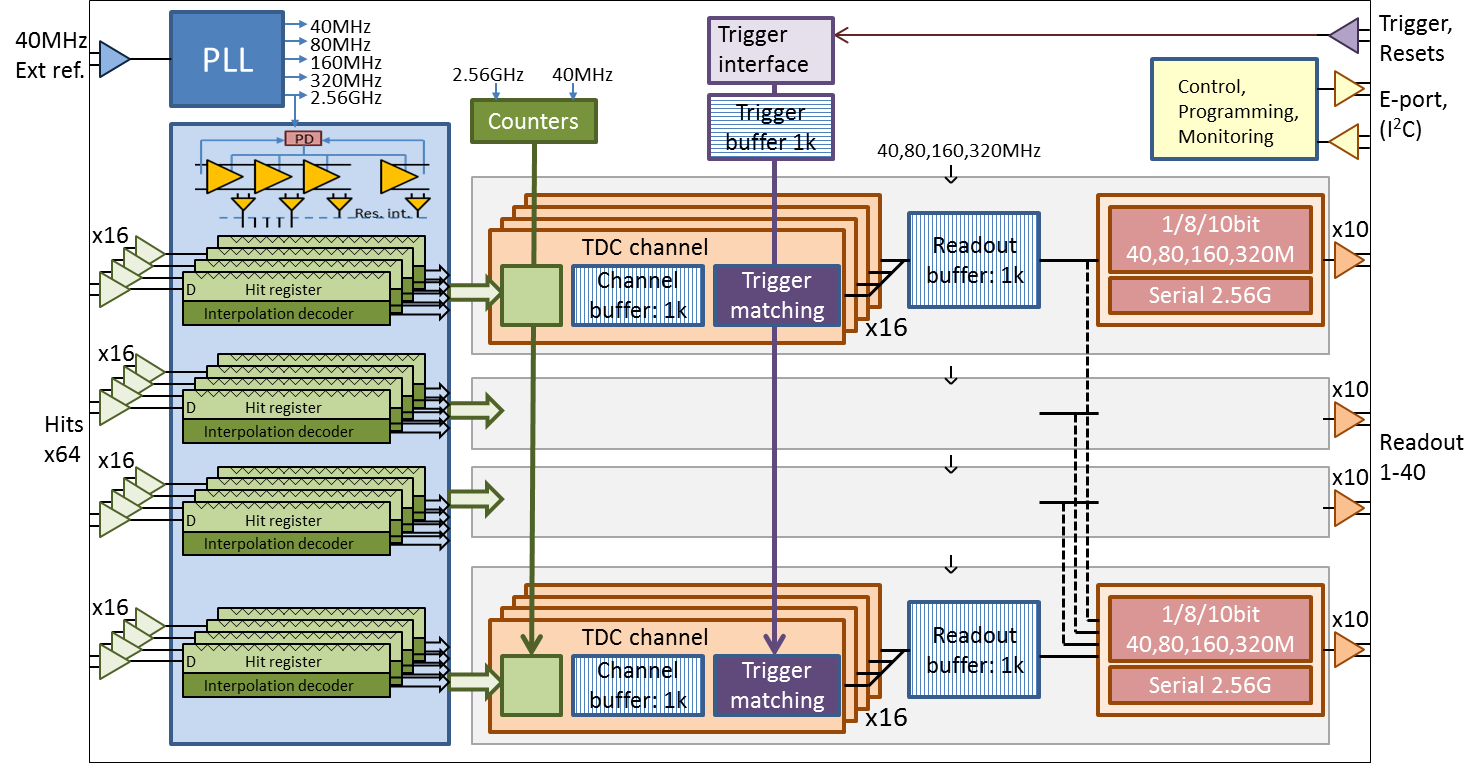 40MHz
Ext ref.
PLL
40MHz
80MHz
160MHz
320MHz
2.56GHz
2.56GHz
40MHz
Counters
Trigger
interface
Trigger
buffer 1k
Trigger,
Resets
Control,
Programming,
Monitoring
E-port,
(I²C)
PD
Res. int.
40,80,160,320MHz
x16
D
Hit register
Interpolation decoder
TDC channel
Channel
buffer: 1k
Trigger
matching
x16
Readout
buffer: 1k
1/8/10bit
40,80,160,320M
Serial 2.56G
x10
x16
D
Hit register
Interpolation decoder
x10
Hits
x64
Readout
1-40
x16
D
Hit register
Interpolation decoder
x10
x16
D
Hit register
Interpolation decoder
TDC channel
Channel
buffer: 1k
Trigger
matching
x16
Readout
buffer: 1k
1/8/10bit
40,80,160,320M
Serial 2.56G
x10